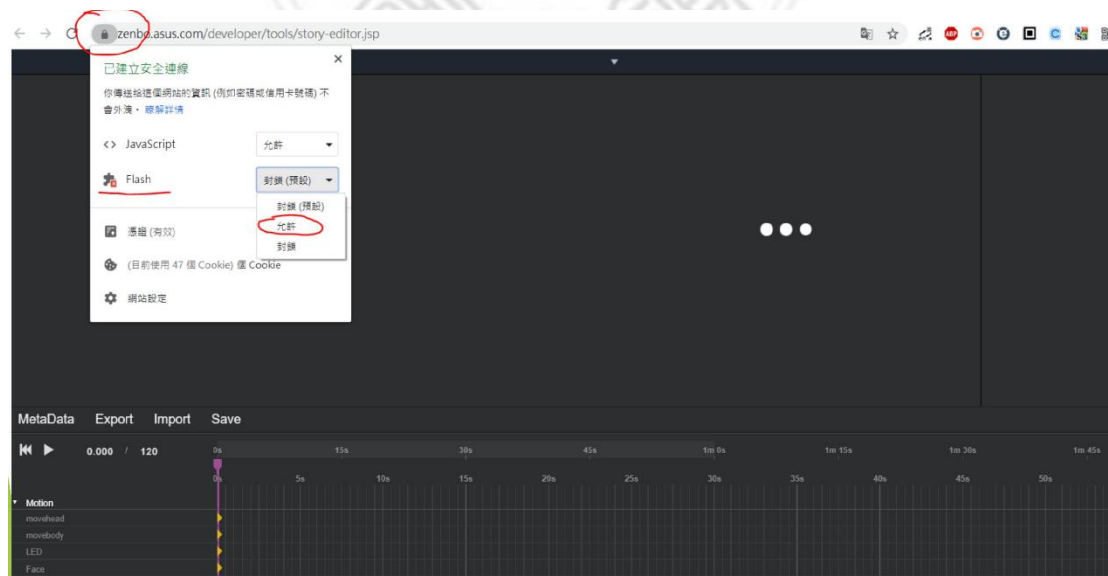 zenbo.asus.com/developer/tools/story-editor.jsp
已建立安全連線
你傳送給這個網站的資訊 (例如密碼或信用卡號碼) 不
會外洩。 瞭解詳情
JavaScript
允許
Flash
封鎖 (預設)
封鎖 (預設)
允許
封鎖
憑證 (有效)
(目前使用 47 個 Cookie) 個 Cookie
網站設定
MetaData Export Import Save
0.000 / 120
0s 15s 30s 45s 1m 0s 1m 15s 1m 30s 1m 45s
0s 5s 10s 15s 20s 25s 30s 35s 40s 45s 50s
Motion
movehead
movebody
LED
Face